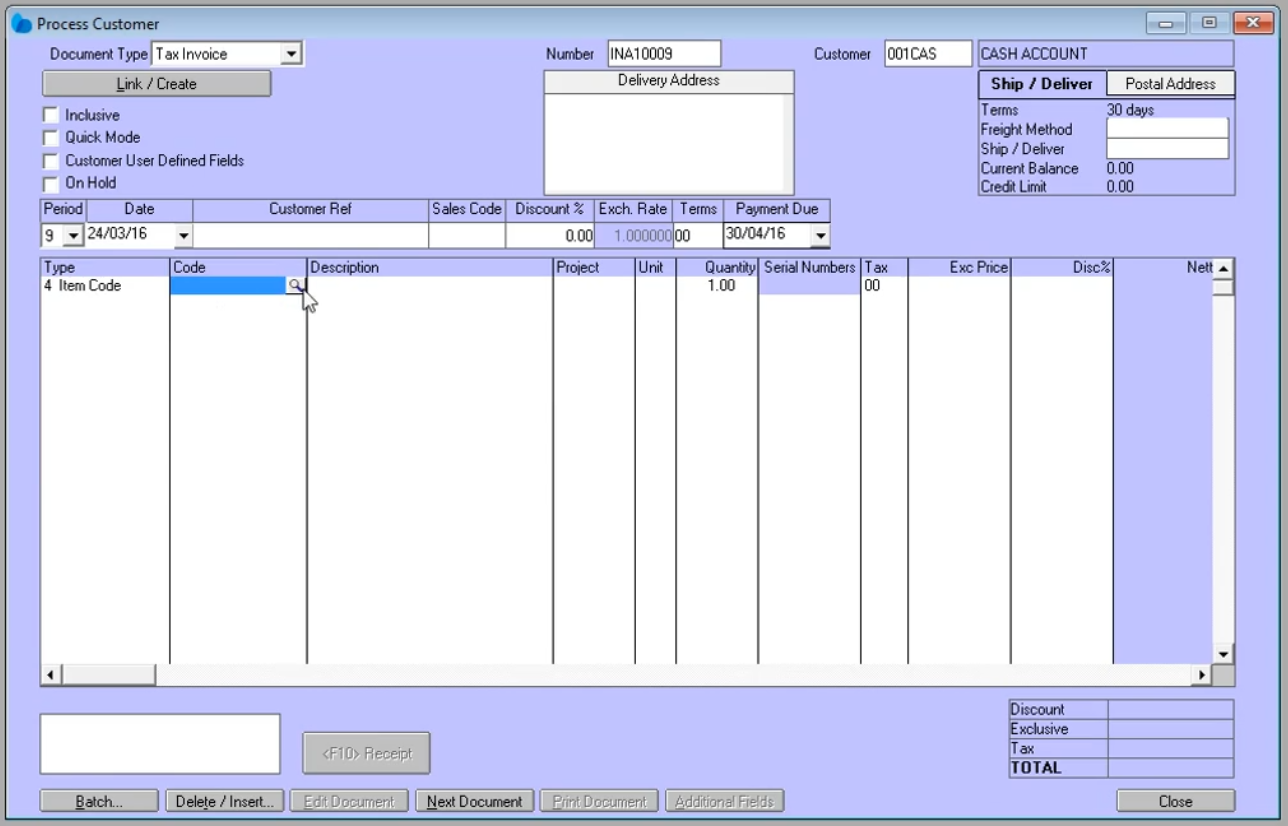 Process Customer
Document Type Tax Invoice Number INA10009 Customer 001CAS CASH ACCOUNT
Link / Create Delivery Address Ship / Deliver Postal Address
Inclusive
Quick Mode
Customer User Defined Fields
On Hold
Terms 30 days
Freight Method
Ship / Deliver
Current Balance 0.00
Credit Limit 0.00
Period Date Customer Ref Sales Code Discount % Exch. Rate Terms Payment Due
9 24/03/16 0.00 1.000000 00 30/04/16
Type Code Description Project Unit Quantity Serial Numbers Tax Exc Price Disc% Nett
4 Item Code 1.00 00
<F10> Receipt
Discount
Exclusive
Tax
TOTAL
Batch... Delete / Insert... Edit Document Next Document Print Document Additional Fields Close